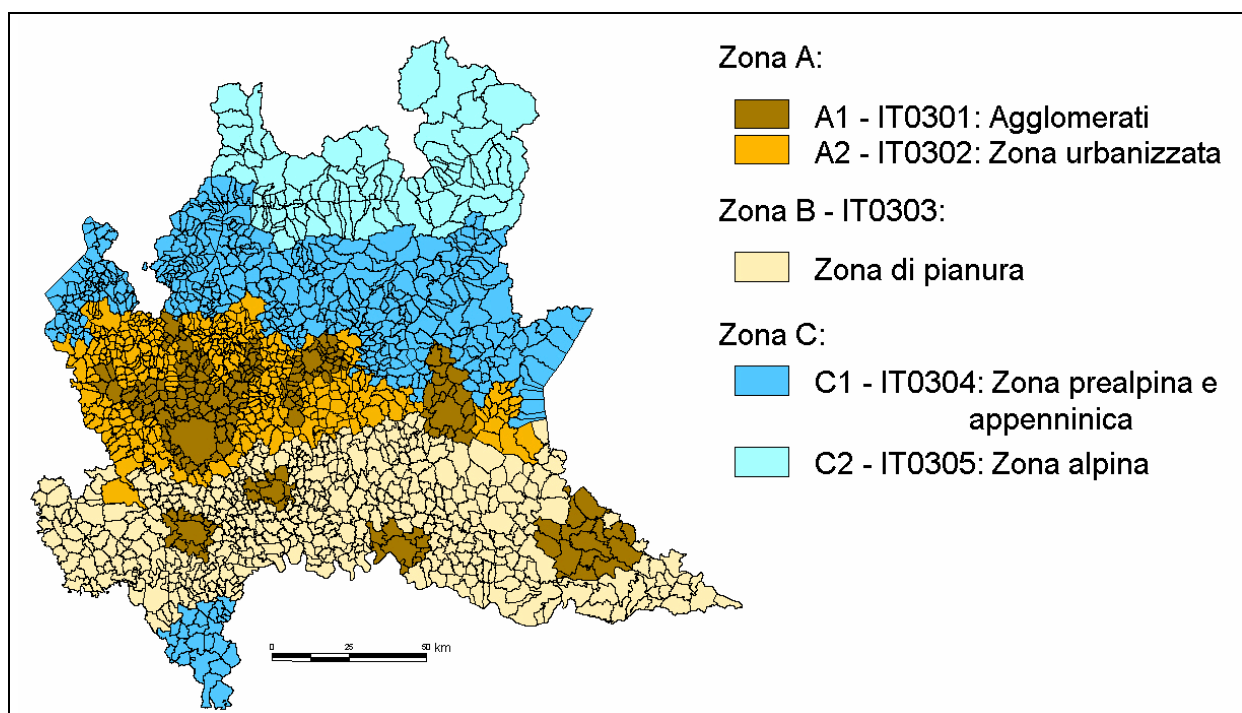 Zona A:
A1 - IT0301: Agglomerati
A2 - IT0302: Zona urbanizzata
Zona B - IT0303:
Zona di pianura
Zona C:
C1 - IT0304: Zona prealpina e
appenninica
C2 - IT0305: Zona alpina
0 25 50 km